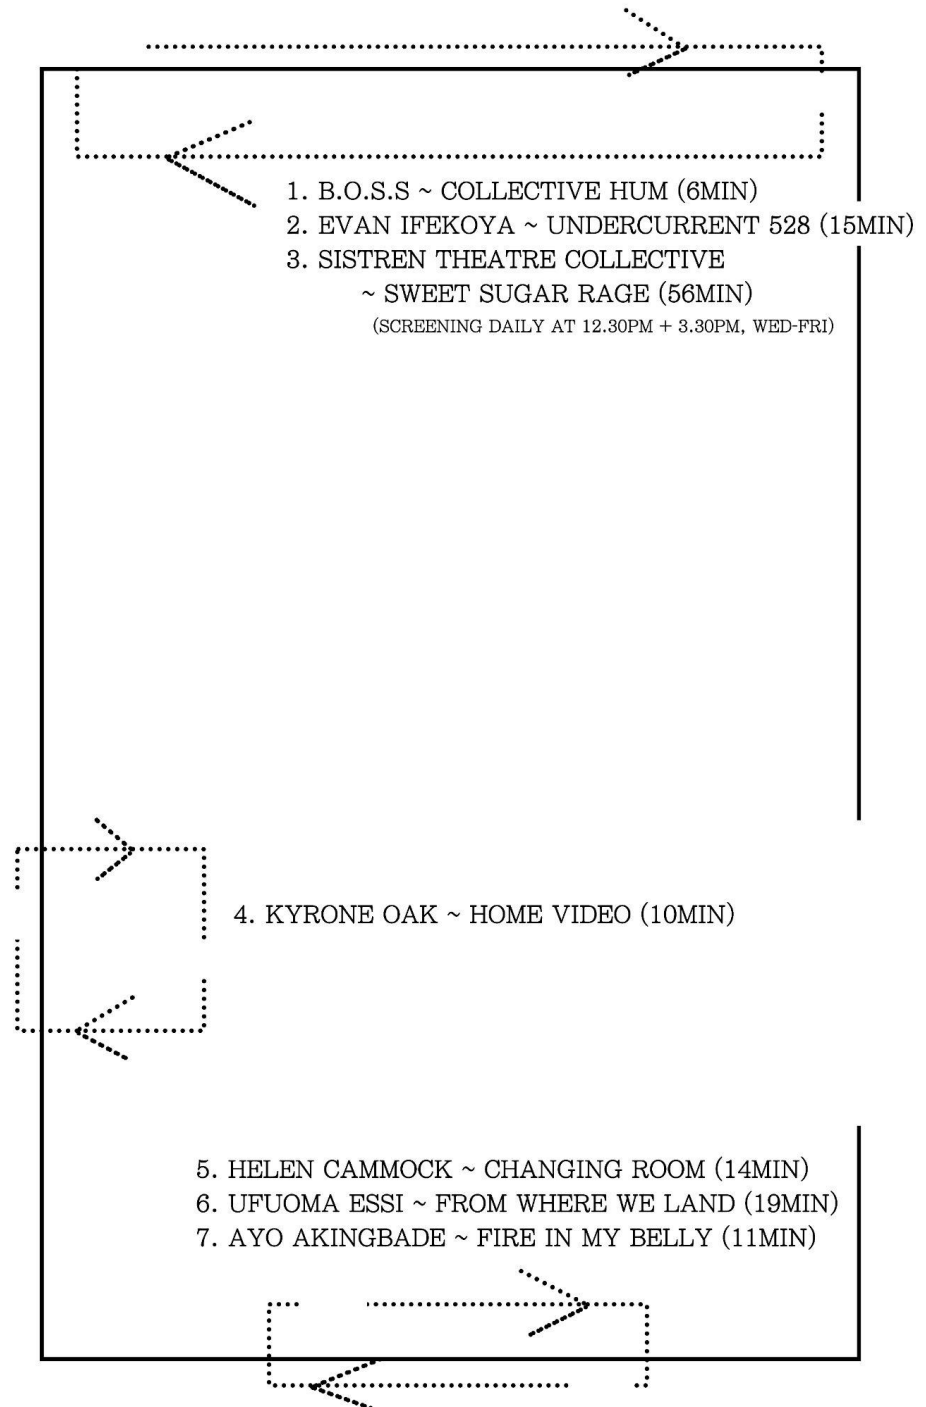 1. B.O.S.S ~ COLLECTIVE HUM (6MIN)
2. EVAN IFEKOYA ~ UNDERCURRENT 528 (15MIN)
3. SISTREN THEATRE COLLECTIVE
~ SWEET SUGAR RAGE (56MIN)
(SCREENING DAILY AT 12.30PM + 3.30PM, WED-FRI)
4. KYRONE OAK ~ HOME VIDEO (10MIN)
5. HELEN CAMMOCK ~ CHANGING ROOM (14MIN)
6. UFUOMA ESSI ~ FROM WHERE WE LAND (19MIN)
7. AYO AKINGBADE ~ FIRE IN MY BELLY (11MIN)